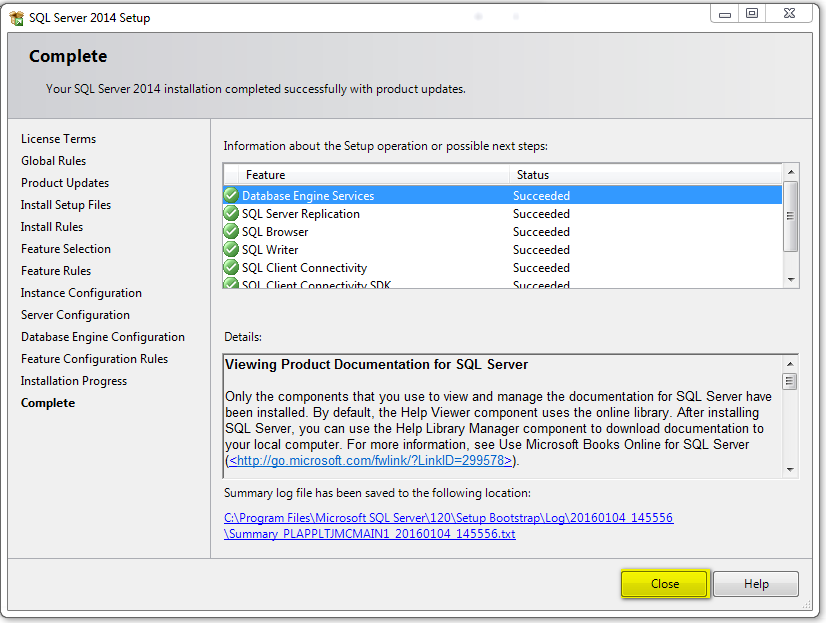 SQL Server 2014 Setup
Complete
Your SQL Server 2014 installation completed successfully with product updates.
License Terms
Global Rules
Product Updates
Install Setup Files
Install Rules
Feature Selection
Feature Rules
Instance Configuration
Server Configuration
Database Engine Configuration
Feature Configuration Rules
Installation Progress
Complete
Information about the Setup operation or possible next steps:
Feature Status
Database Engine Services Succeeded
SQL Server Replication Succeeded
SQL Browser Succeeded
SQL Writer Succeeded
SQL Client Connectivity Succeeded
SQL Client Connectivity SDK Succeeded
Details:
Viewing Product Documentation for SQL Server
Only the components that you use to view and manage the documentation for SQL Server have
been installed. By default, the Help Viewer component uses the online library. After installing
SQL Server, you can use the Help Library Manager component to download documentation to
your local computer. For more information, see Use Microsoft Books Online for SQL Server
(<http://go.microsoft.com/fwlink/?LinkID=299578>).
Summary log file has been saved to the following location:
C:\Program Files\Microsoft SQL Server\120\Setup Bootstrap\Log\20160104_145556
\Summary_PLAPPLTJMCMAIN1_20160104_145556.txt
Close Help